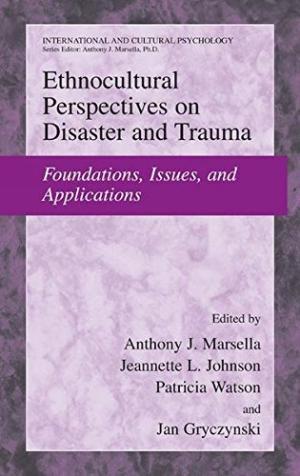 INTERNATIONAL AND CULTURAL PSYCHOLOGY
Series Editor: Anthony J. Marsella, Ph.D.
Ethnocultural
Perspectives on
Disaster and Trauma
Foundations, Issues, and
Applications
Edited by
Anthony J. Marsella
Jeannette L. Johnson
Patricia Watson
and
Jan Gryczynski